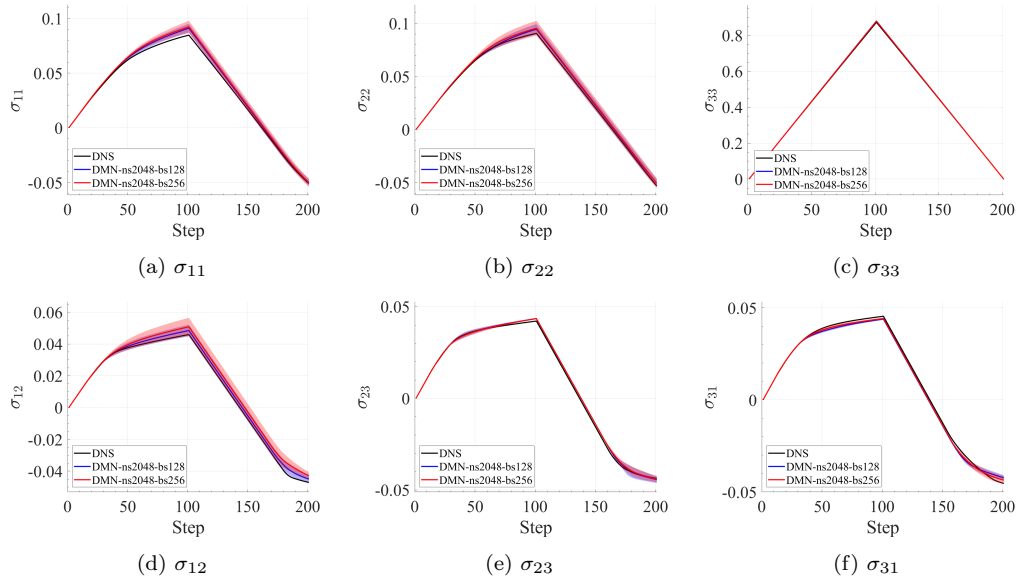 0.1
0.05
0
-0.05
σ11
DNS
DMN-ns2048-bs128
DMN-ns2048-bs256
0 50 100 150 200
Step
(a) σ11
0.1
0.05
0
-0.05
σ22
DNS
DMN-ns2048-bs128
DMN-ns2048-bs256
0 50 100 150 200
Step
(b) σ22
0.8
0.6
0.4
0.2
0
σ33
DNS
DMN-ns2048-bs128
DMN-ns2048-bs256
0 50 100 150 200
Step
(c) σ33
0.06
0.04
0.02
0
-0.02
-0.04
σ12
DNS
DMN-ns2048-bs128
DMN-ns2048-bs256
0 50 100 150 200
Step
(d) σ12
0.05
0
-0.05
σ23
DNS
DMN-ns2048-bs128
DMN-ns2048-bs256
0 50 100 150 200
Step
(e) σ23
0.05
0
-0.05
σ31
DNS
DMN-ns2048-bs128
DMN-ns2048-bs256
0 50 100 150 200
Step
(f) σ31